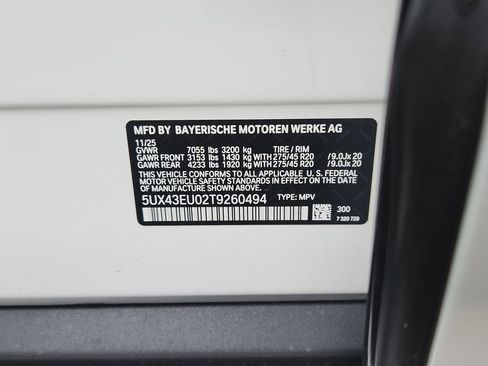 MFD BY BAYERISCHE MOTOREN WERKE AG
11/25
GVWR 7055 lbs 3200 kg TIRE / RIM
GAWR FRONT 3153 lbs 1430 kg WITH 275/45 R20 /9.0Jx 20
GAWR REAR 4233 lbs 1920 kg WITH 275/45 R20 /9.0Jx 20
THIS VEHICLE CONFORMS TO ALL APPLICABLE U. S. FEDERAL
MOTOR VEHICLE SAFETY STANDARDS IN EFFECT ON
THE DATE OF MANUFACTURE SHOWN ABOVE.
5UX43EU02T9260494 TYPE: MPV
300
7 320 728